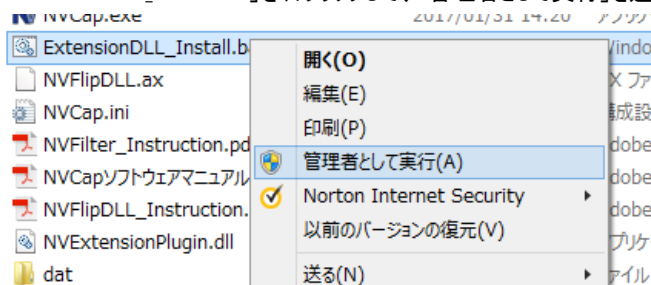 NVCap.exe 2017/01/31 14:20
ExtensionDLL_Install.b
NVFlipDLL.ax
NVCap.ini
NVFilter_Instruction.pd
NVCapソフトウェアマニュアル
NVFlipDLL_Instruction.
NVExtensionPlugin.dll
dat
開く(O)
編集(E)
印刷(P)
管理者として実行(A)
Norton Internet Security
以前のバージョンの復元(V)
送る(N)
Windo
X ファ
構成設
dobe
dobe
dobe
プリケ
ァイル